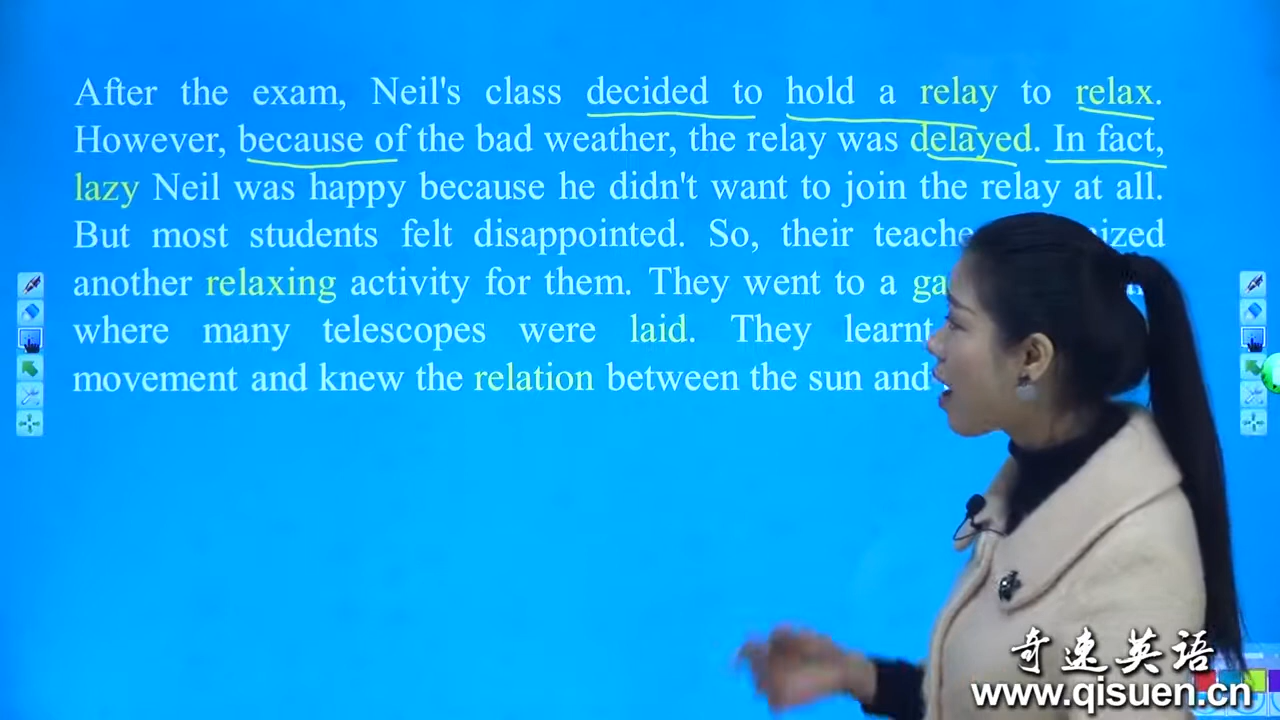 After the exam, Neil's class decided to hold a relay to relax.
However, because of the bad weather, the relay was delayed. In fact,
lazy Neil was happy because he didn't want to join the relay at all.
But most students felt disappointed. So, their
another relaxing activity for them. They went to a
where many telescopes were laid. They learnt
movement and knew the relation between the sun and
奇速英语
www.qisuen.cn